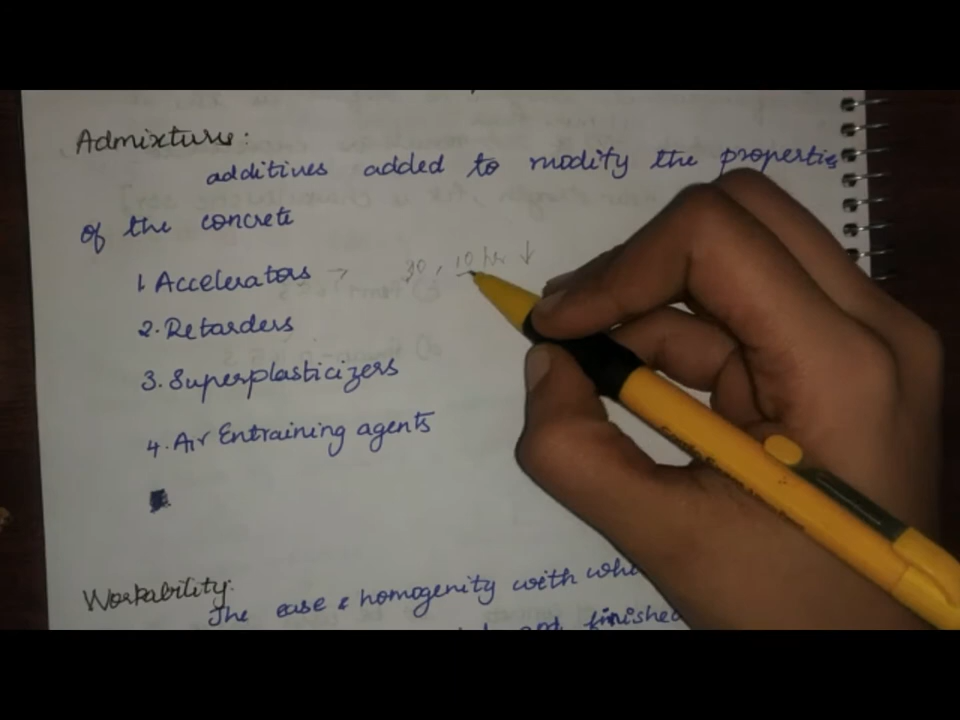 Admixture:
additives added to modify the properties
of the concrete
1. Accelerators → 30, 10 hr ↓
2. Retarders
3. Superplasticizers
4. Air Entraining agents
Workability:
The ease & homogenity with
finished